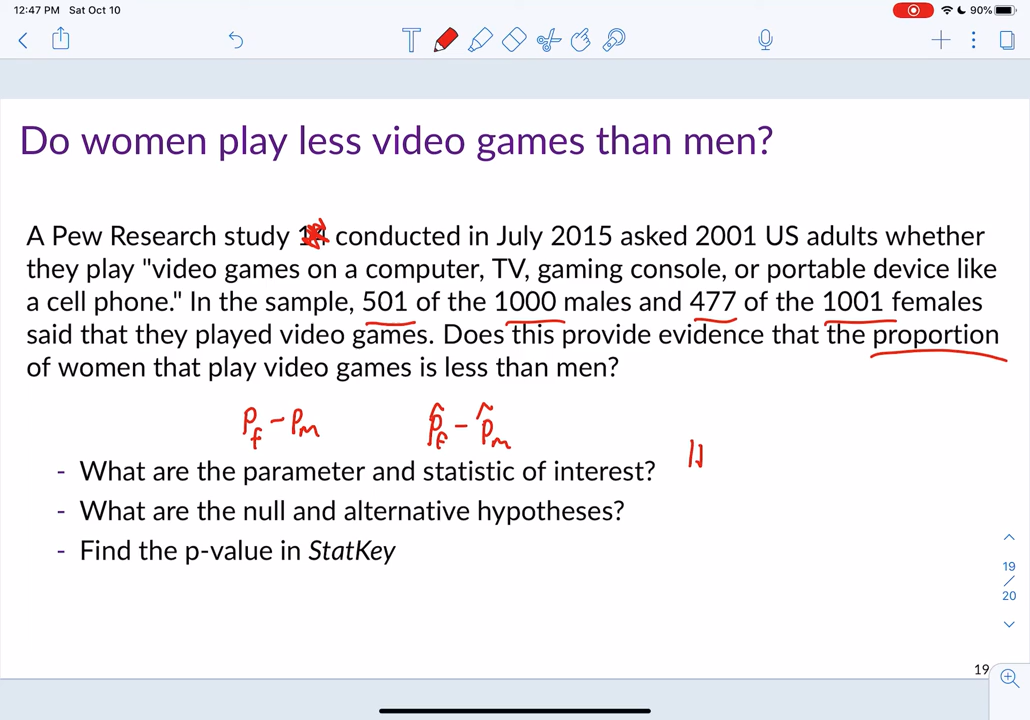 12:47 PM Sat Oct 10
90%
T
Do women play less video games than men?
A Pew Research study conducted in July 2015 asked 2001 US adults whether
they play "video games on a computer, TV, gaming console, or portable device like
a cell phone." In the sample, 501 of the 1000 males and 477 of the 1001 females
said that they played video games. Does this provide evidence that the proportion
of women that play video games is less than men?
p_f - p_m p̂_f - p̂_m
- What are the parameter and statistic of interest?
- What are the null and alternative hypotheses?
- Find the p-value in StatKey
19
/
20
19